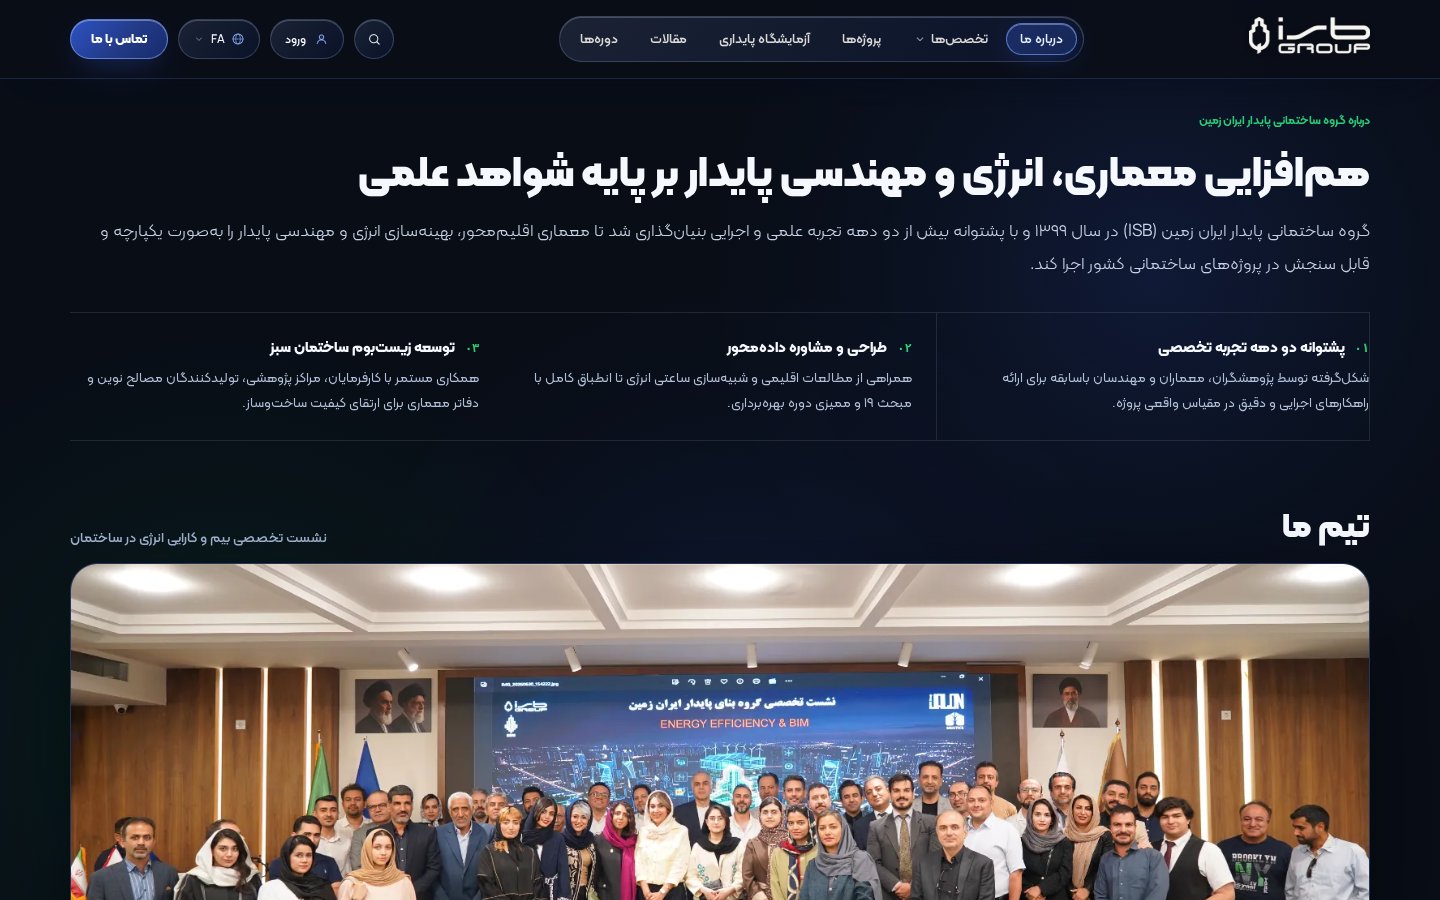 isb
GROUP
درباره ما
تخصص‌ها
پروژه‌ها
آزمایشگاه پایداری
مقالات
دوره‌ها
ورود
FA
تماس با ما
درباره گروه ساختمانی پایدار ایران زمین
هم‌افزایی معماری، انرژی و مهندسی پایدار بر پایه شواهد علمی
گروه ساختمانی پایدار ایران زمین (ISB) در سال ۱۳۹۹ و با پشتوانه بیش از دو دهه تجربه علمی و اجرایی بنیان‌گذاری شد تا معماری اقلیم‌محور، بهینه‌سازی انرژی و مهندسی پایدار را به‌صورت یکپارچه و
قابل سنجش در پروژه‌های ساختمانی کشور اجرا کند.
۰۱ پشتوانه دو دهه تجربه تخصصی
شکل‌گرفته توسط پژوهشگران، معماران و مهندسان باسابقه برای ارائه
راهکارهای اجرایی و دقیق در مقیاس واقعی پروژه.
۰۲ طراحی و مشاوره داده‌محور
همراهی از مطالعات اقلیمی و شبیه‌سازی ساعتی انرژی تا انطباق کامل با
مبحث ۱۹ و ممیزی دوره بهره‌برداری.
۰۳ توسعه زیست‌بوم ساختمان سبز
همکاری مستمر با کارفرمایان، مراکز پژوهشی، تولیدکنندگان مصالح نوین و
دفاتر معماری برای ارتقای کیفیت ساخت‌وساز.
تیم ما
نشست تخصصی بیم و کارایی انرژی در ساختمان
نشست تخصصی گروه بنای پایدار ایران زمین
ENERGY EFFICIENCY & BIM
BROOKLYN
NY